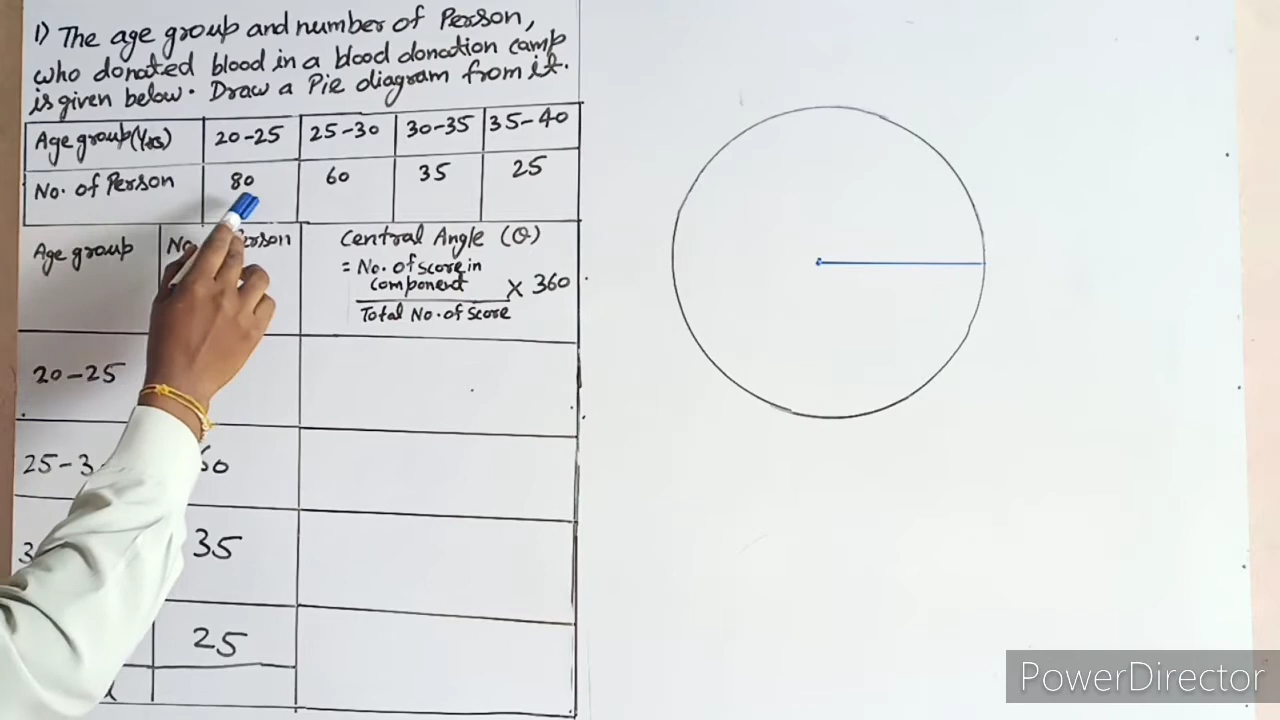 1) The age group and number of Person,
who donated blood in a blood donation camp
is given below. Draw a Pie diagram from it.
Age group (Yrs) 20-25 25-30 30-35 35-40
No. of Person 80 60 35 25
Age group Central Angle (θ)
= No. of score in
component
× 360
Total No. of Score
20-25
25-3
60
35
25
PowerDirector